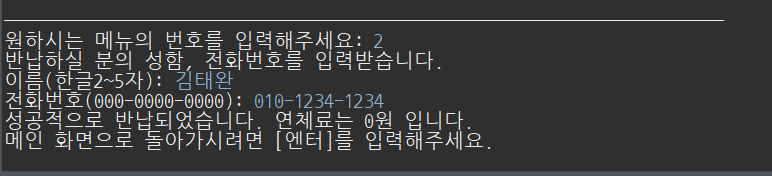 원하시는 메뉴의 번호를 입력해주세요: 2
반납하실 분의 성함, 전화번호를 입력받습니다.
이름(한글2~5자): 김태완
전화번호(000-0000-0000): 010-1234-1234
성공적으로 반납되었습니다. 연체료는 0원 입니다.
메인 화면으로 돌아가시려면 [엔터]를 입력해주세요.